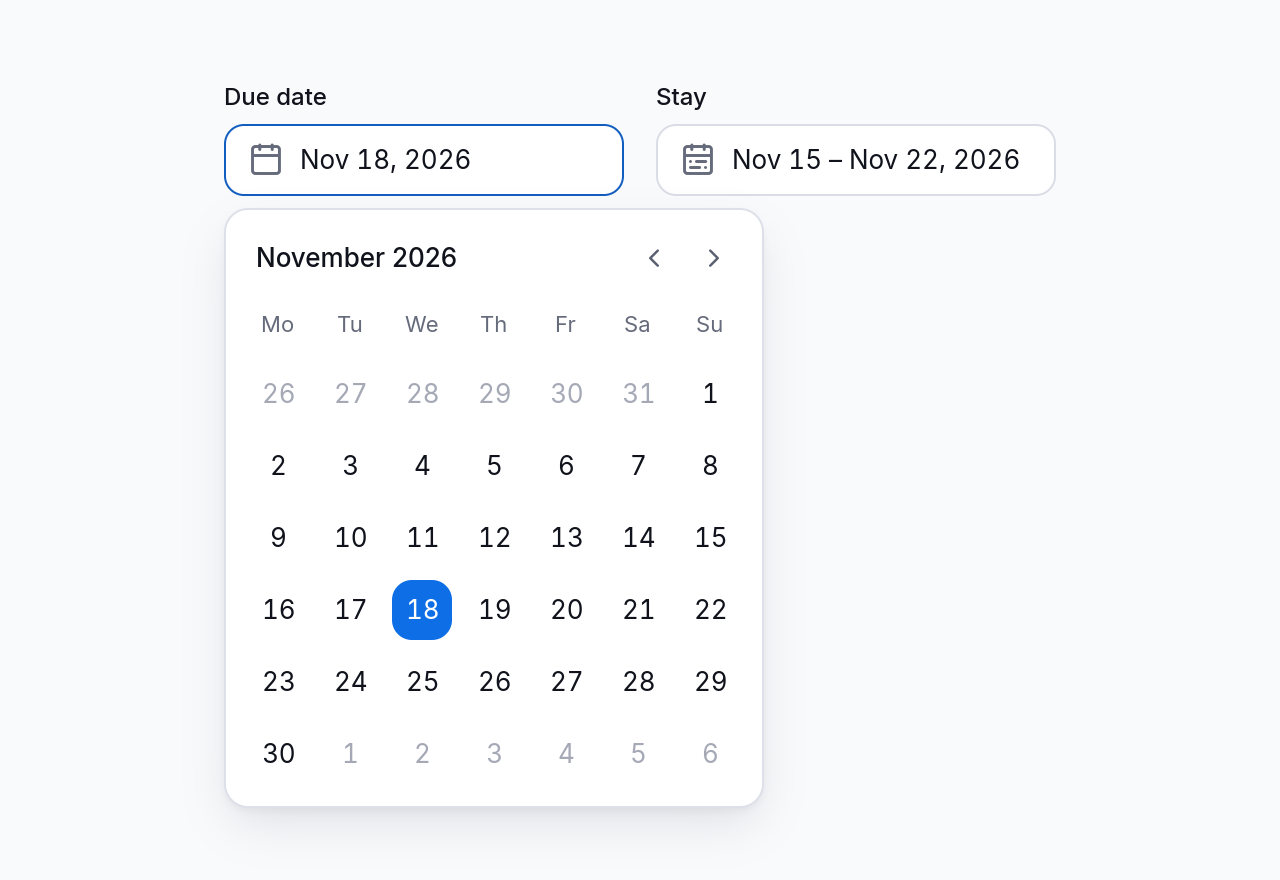 Due date
Stay
Nov 18, 2026
Nov 15 – Nov 22, 2026
November 2026
Mo Tu We Th Fr Sa Su
26 27 28 29 30 31 1
2 3 4 5 6 7 8
9 10 11 12 13 14 15
16 17 18 19 20 21 22
23 24 25 26 27 28 29
30 1 2 3 4 5 6